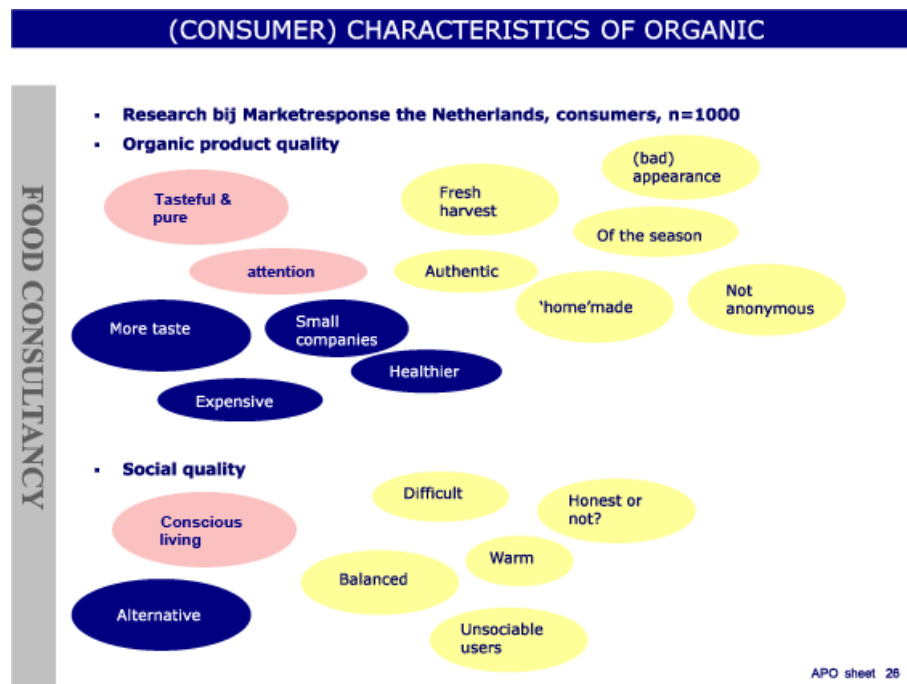 (CONSUMER) CHARACTERISTICS OF ORGANIC
FOOD CONSULTANCY
▪ Research bij Marketresponse the Netherlands, consumers, n=1000
▪ Organic product quality
(bad)
appearance
Tasteful &
pure
Fresh
harvest
Of the season
attention
Authentic
'home'made
Not
anonymous
More taste
Small
companies
Healthier
Expensive
▪ Social quality
Difficult
Honest or
not?
Conscious
living
Warm
Balanced
Alternative
Unsociable
users
APO sheet 26